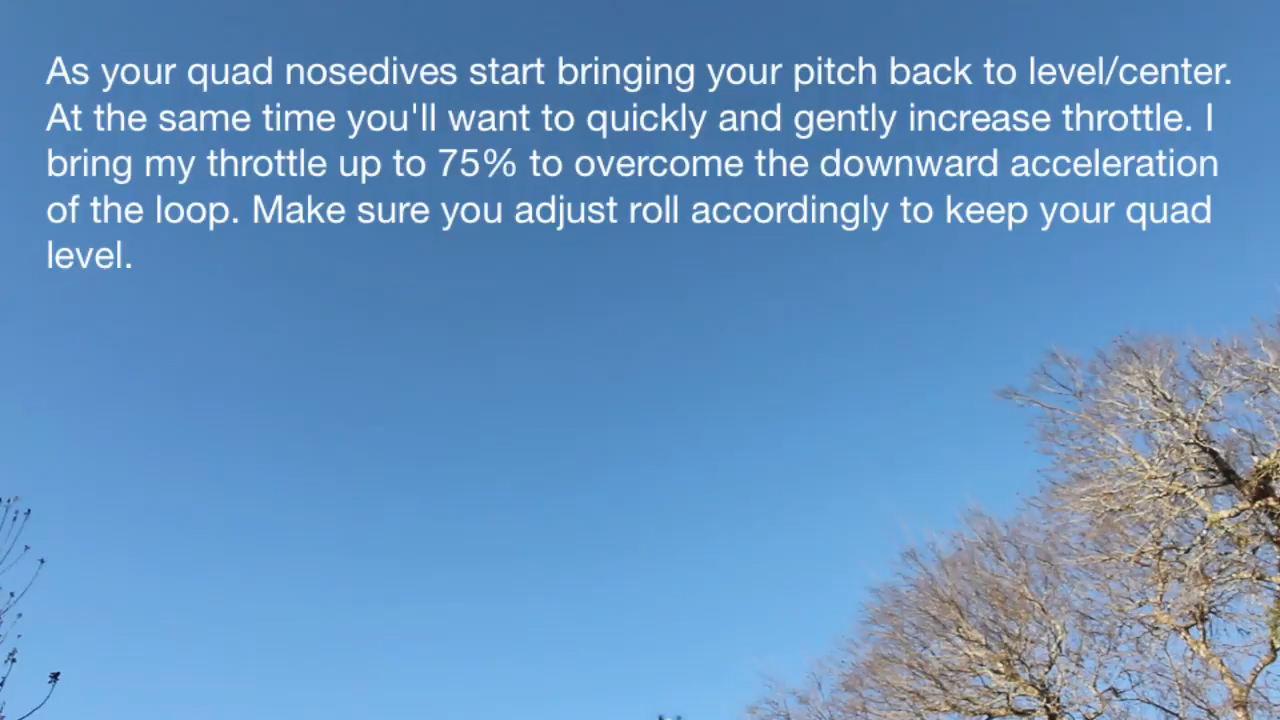 As your quad nosedives start bringing your pitch back to level/center.
At the same time you'll want to quickly and gently increase throttle. I
bring my throttle up to 75% to overcome the downward acceleration
of the loop. Make sure you adjust roll accordingly to keep your quad
level.